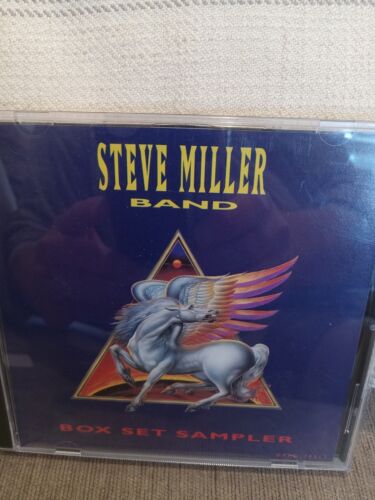 STEVE MILLER
BAND
BOX SET SAMPLER